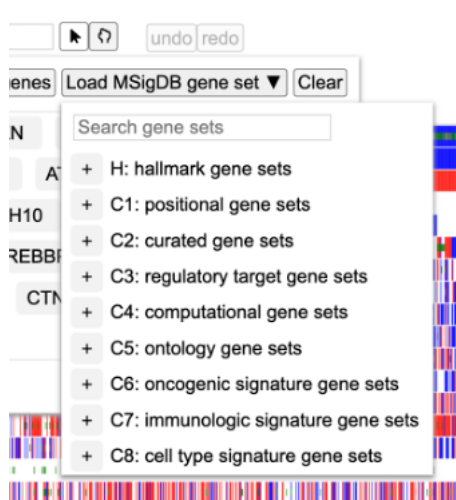 undo redo
enes Load MSigDB gene set ▼ Clear
N
Search gene sets
A
+ H: hallmark gene sets
+ C1: positional gene sets
H10
+ C2: curated gene sets
REBBF
+ C3: regulatory target gene sets
CTN
+ C4: computational gene sets
+ C5: ontology gene sets
+ C6: oncogenic signature gene sets
+ C7: immunologic signature gene sets
+ C8: cell type signature gene sets